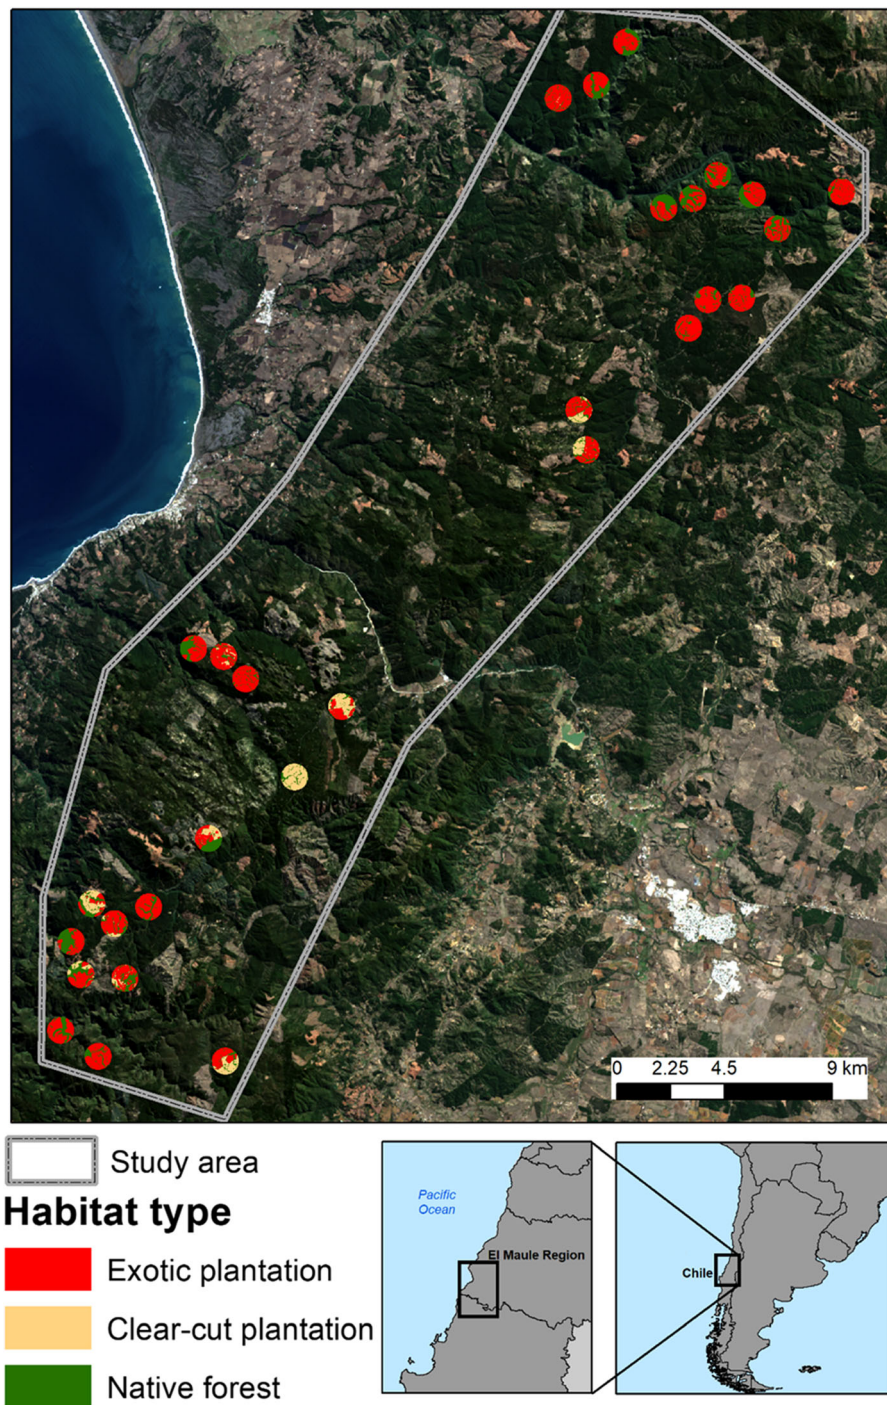 0 2.25 4.5 9 km
Study area
Habitat type
Exotic plantation
Clear-cut plantation
Native forest
Pacific
Ocean
El Maule Region
Chile